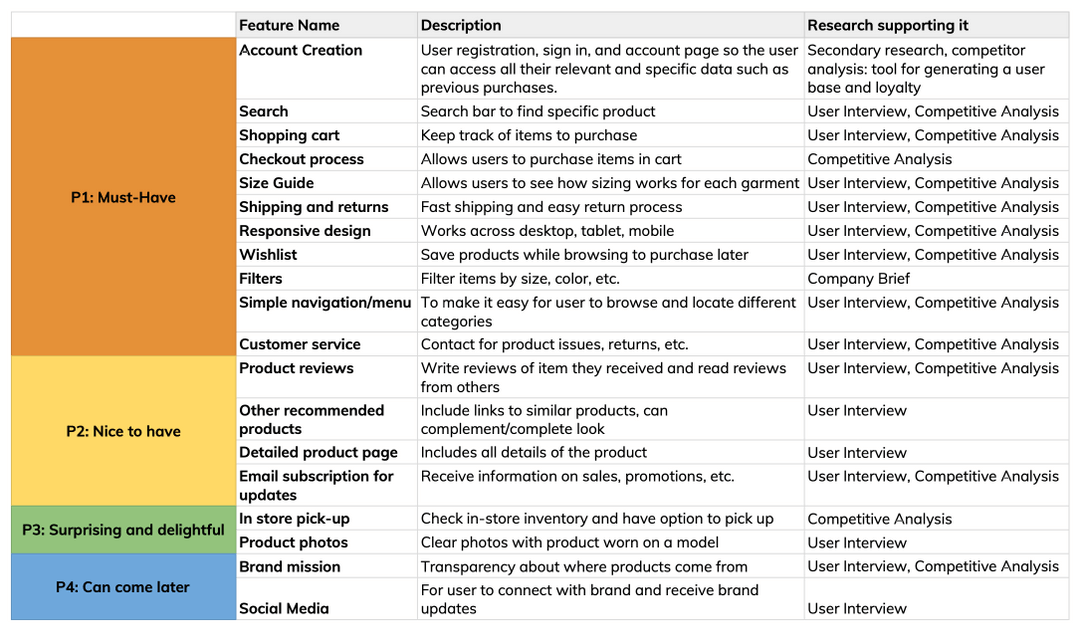 Feature Name Description Research supporting it
P1: Must-Have
Account Creation User registration, sign in, and account page so the user Secondary research, competitor
can access all their relevant and specific data such as analysis: tool for generating a user
previous purchases. base and loyalty
Search Search bar to find specific product User Interview, Competitive Analysis
Shopping cart Keep track of items to purchase User Interview, Competitive Analysis
Checkout process Allows users to purchase items in cart Competitive Analysis
Size Guide Allows users to see how sizing works for each garment User Interview, Competitive Analysis
Shipping and returns Fast shipping and easy return process User Interview, Competitive Analysis
Responsive design Works across desktop, tablet, mobile User Interview, Competitive Analysis
Wishlist Save products while browsing to purchase later User Interview, Competitive Analysis
Filters Filter items by size, color, etc. Company Brief
Simple navigation/menu To make it easy for user to browse and locate different User Interview, Competitive Analysis
categories
Customer service Contact for product issues, returns, etc. User Interview, Competitive Analysis
P2: Nice to have
Product reviews Write reviews of item they received and read reviews User Interview, Competitive Analysis
from others
Other recommended Include links to similar products, can User Interview
products complement/complete look
Detailed product page Includes all details of the product User Interview
Email subscription for Receive information on sales, promotions, etc. User Interview, Competitive Analysis
updates
P3: Surprising and delightful
In store pick-up Check in-store inventory and have option to pick up Competitive Analysis
Product photos Clear photos with product worn on a model User Interview
P4: Can come later
Brand mission Transparency about where products come from User Interview, Competitive Analysis
For user to connect with brand and receive brand
Social Media updates User Interview